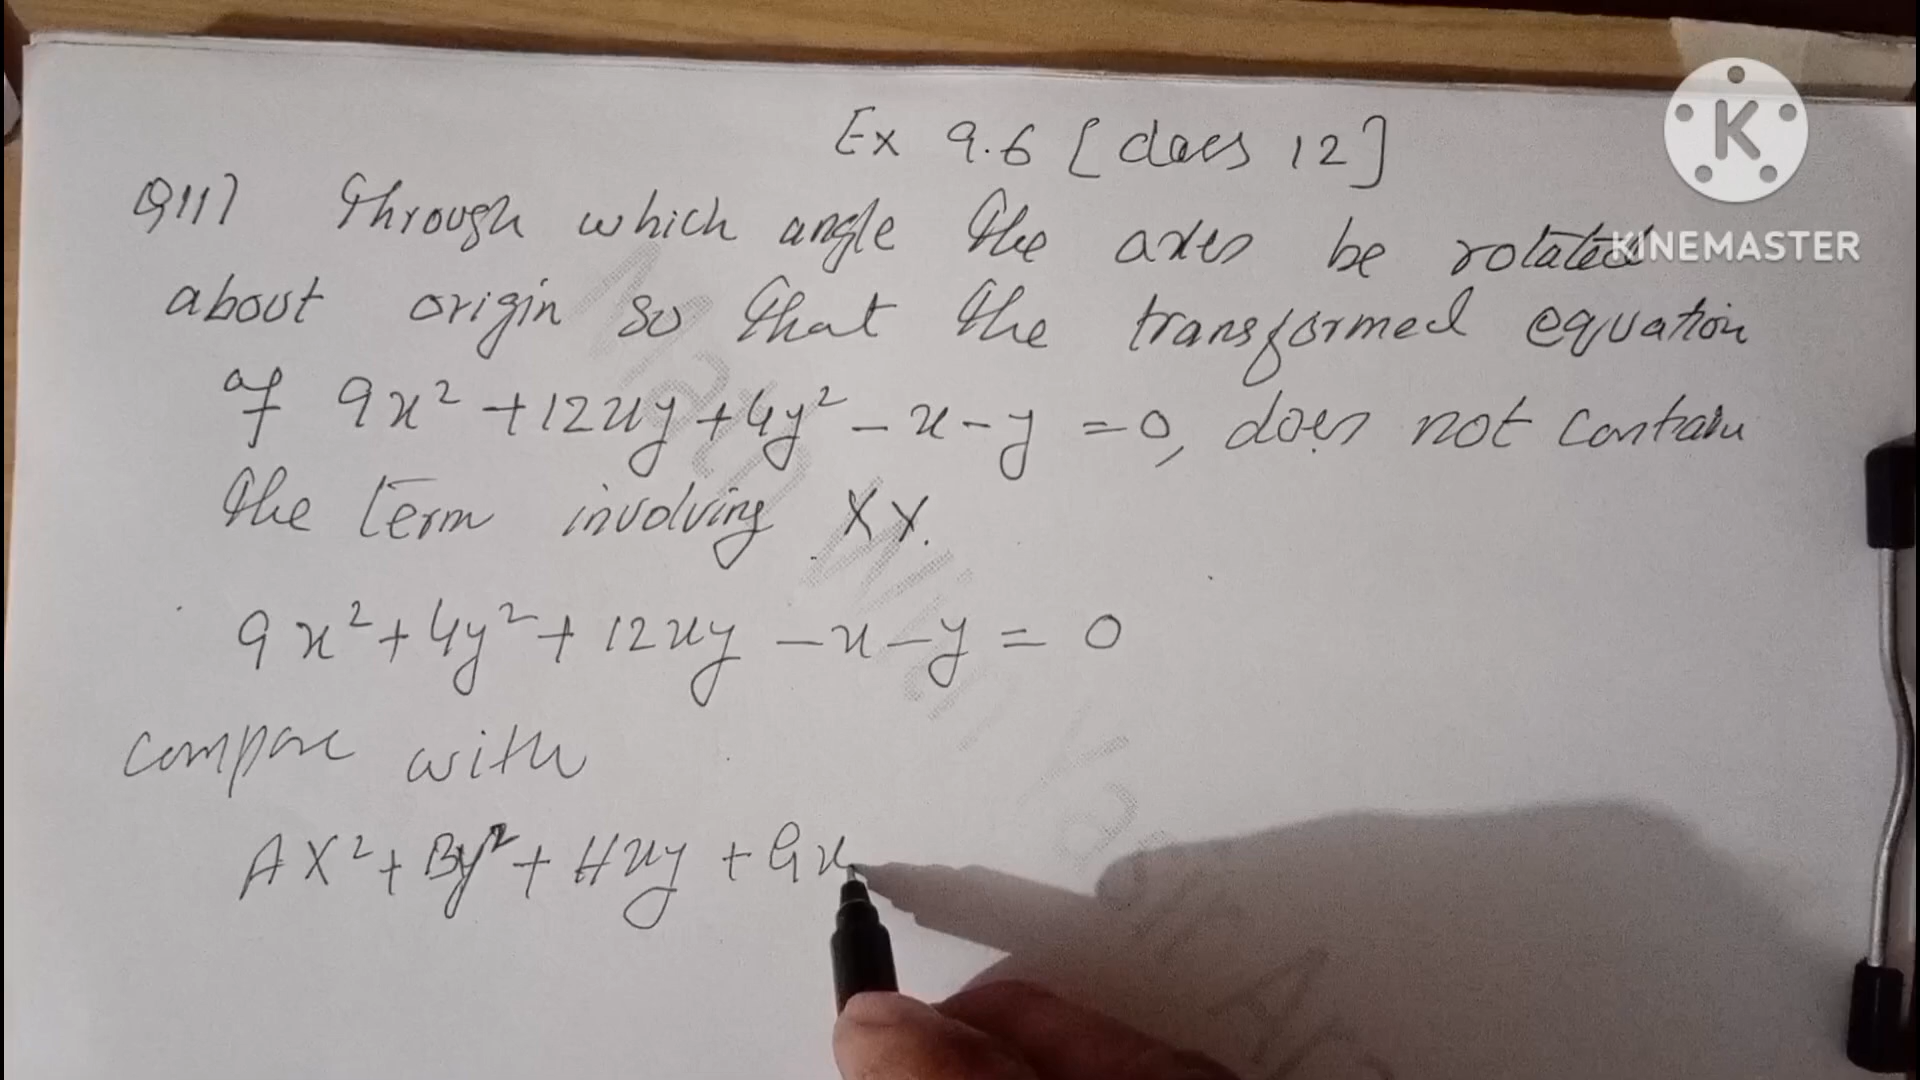 Ex 9.6 [class 12]
Q11) Through which angle the axes be rotated
about origin so that the transformed equation
of 9x² + 12xy + 4y² - x - y = 0, does not contain
the term involving XY.
9x² + 4y² + 12xy - x - y = 0
compare with
AX² + By² + Hxy + Gx
K
KINEMASTER